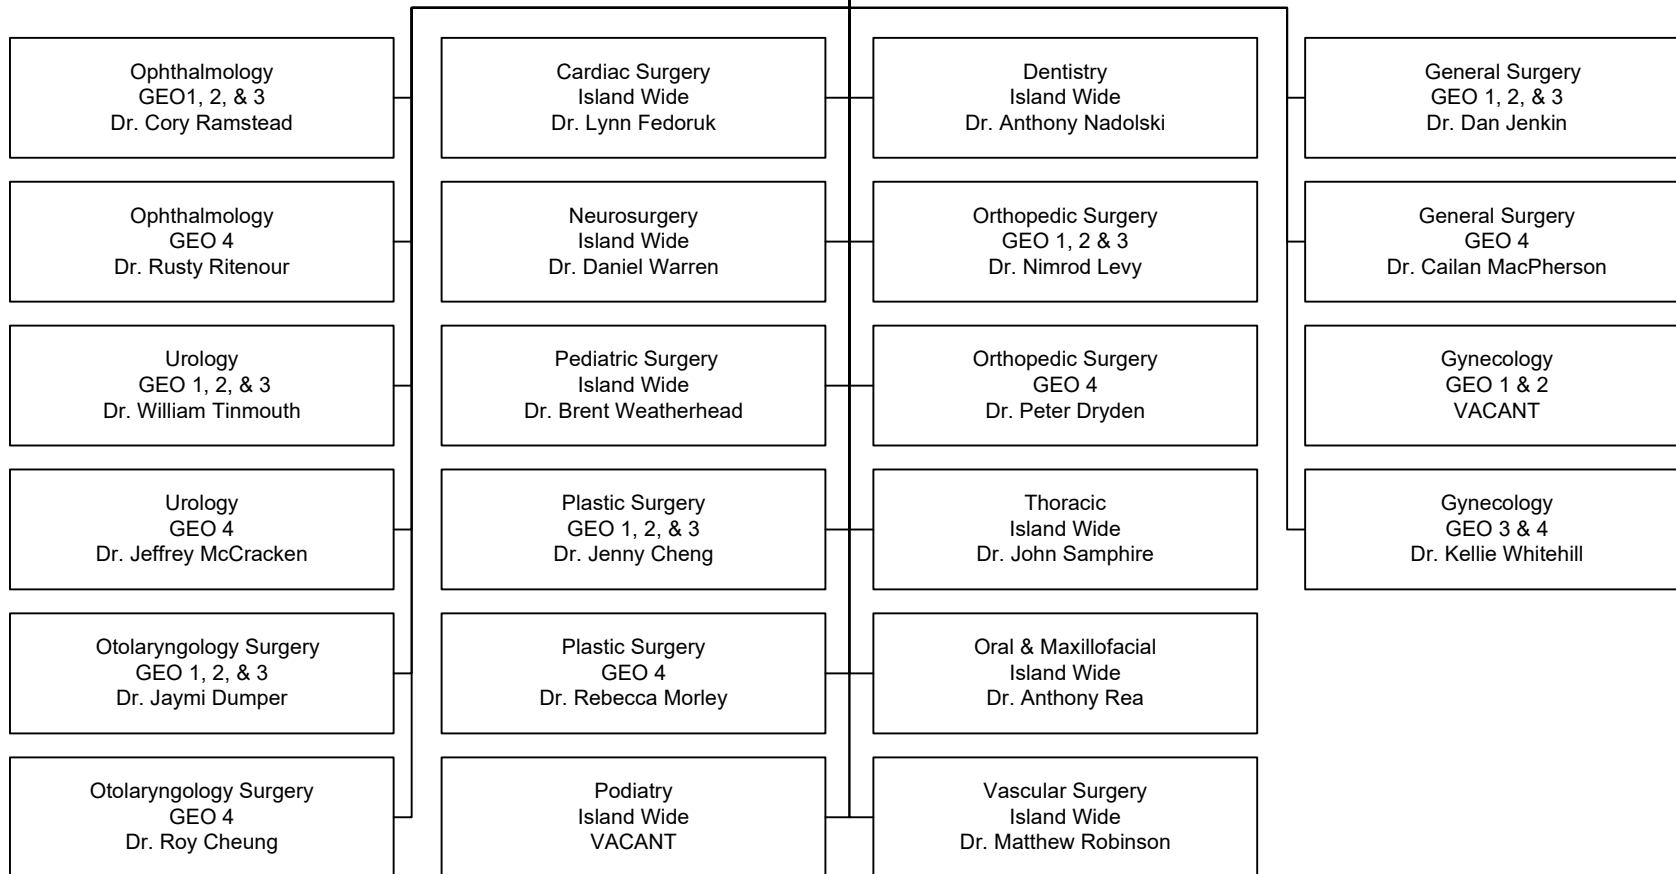 Ophthalmology
GEO1, 2, & 3
Dr. Cory Ramstead
Cardiac Surgery
Island Wide
Dr. Lynn Fedoruk
Dentistry
Island Wide
Dr. Anthony Nadolski
General Surgery
GEO 1, 2, & 3
Dr. Dan Jenkin
Ophthalmology
GEO 4
Dr. Rusty Ritenour
Neurosurgery
Island Wide
Dr. Daniel Warren
Orthopedic Surgery
GEO 1, 2 & 3
Dr. Nimrod Levy
General Surgery
GEO 4
Dr. Cailan MacPherson
Urology
GEO 1, 2, & 3
Dr. William Tinmouth
Pediatric Surgery
Island Wide
Dr. Brent Weatherhead
Orthopedic Surgery
GEO 4
Dr. Peter Dryden
Gynecology
GEO 1 & 2
VACANT
Urology
GEO 4
Dr. Jeffrey McCracken
Plastic Surgery
GEO 1, 2, & 3
Dr. Jenny Cheng
Thoracic
Island Wide
Dr. John Samphire
Gynecology
GEO 3 & 4
Dr. Kellie Whitehill
Otolaryngology Surgery
GEO 1, 2, & 3
Dr. Jaymi Dumper
Plastic Surgery
GEO 4
Dr. Rebecca Morley
Oral & Maxillofacial
Island Wide
Dr. Anthony Rea
Otolaryngology Surgery
GEO 4
Dr. Roy Cheung
Podiatry
Island Wide
VACANT
Vascular Surgery
Island Wide
Dr. Matthew Robinson